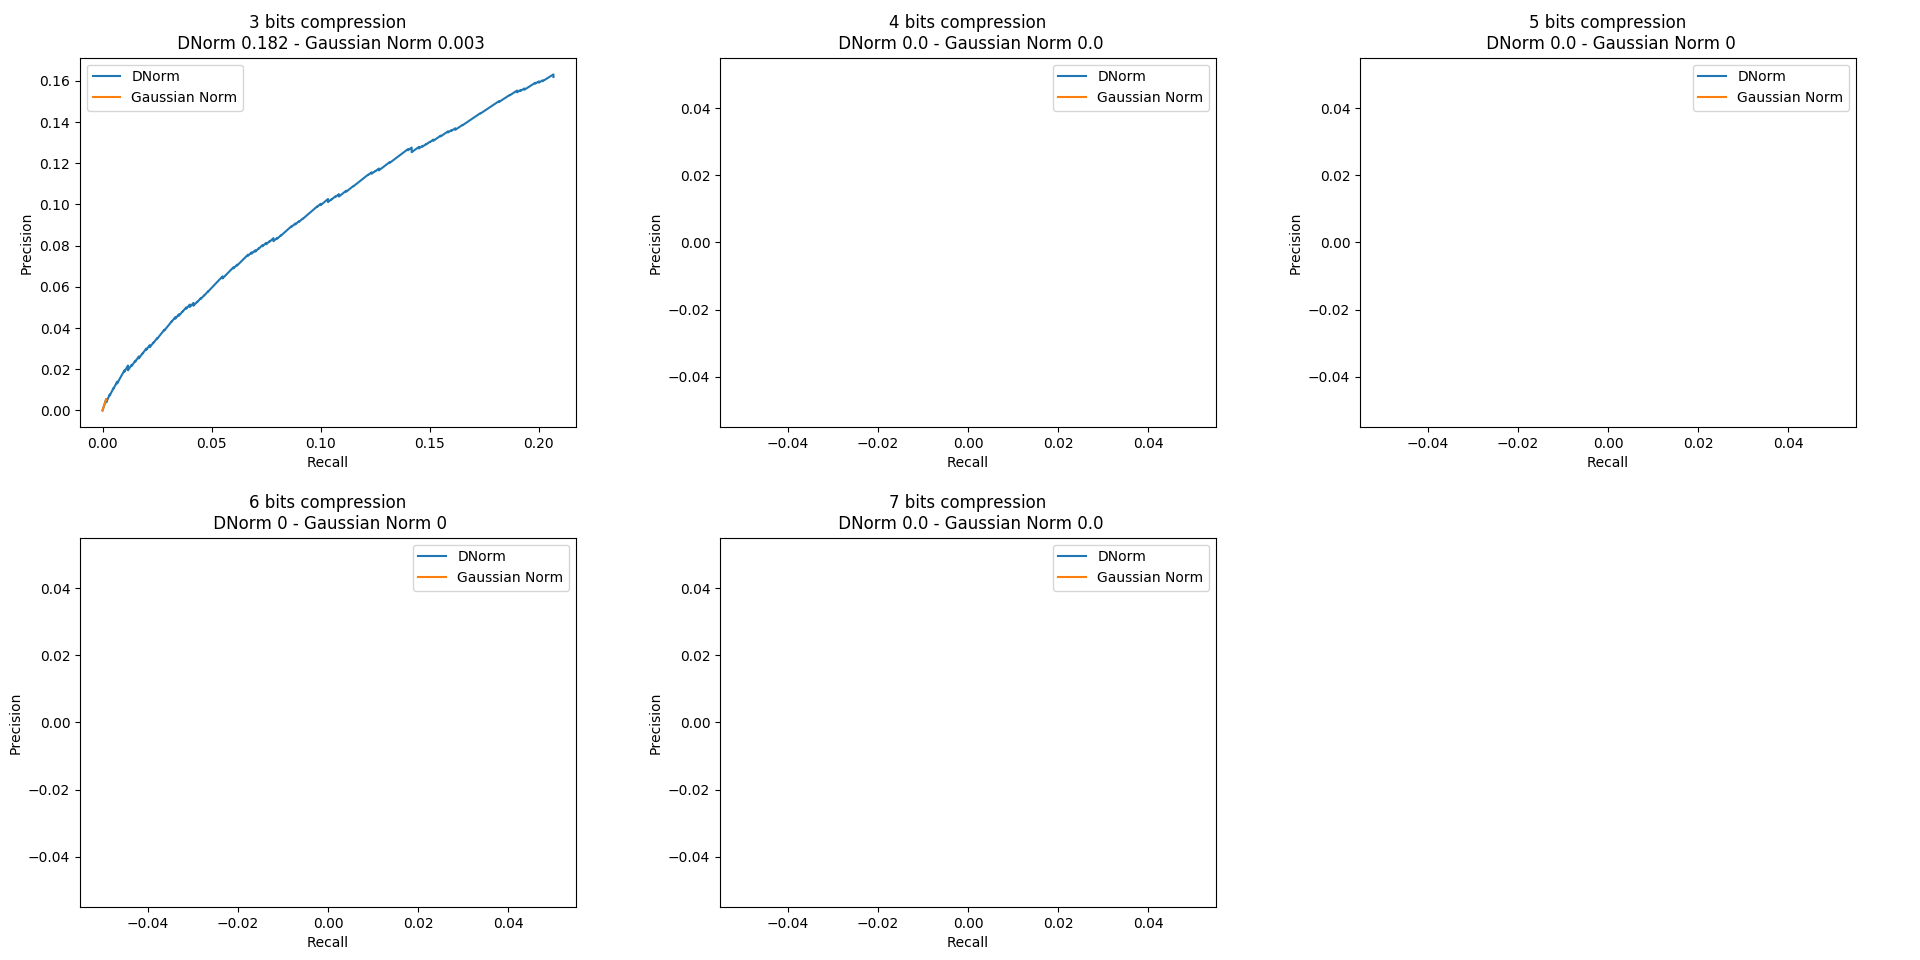 3 bits compression
DNorm 0.182 - Gaussian Norm 0.003
DNorm
Gaussian Norm
0.16
0.14
0.12
0.10
0.08
0.06
0.04
0.02
0.00
Precision
0.00 0.05 0.10 0.15 0.20
Recall
4 bits compression
DNorm 0.0 - Gaussian Norm 0.0
DNorm
Gaussian Norm
0.04
0.02
0.00
−0.02
−0.04
Precision
−0.04 −0.02 0.00 0.02 0.04
Recall
5 bits compression
DNorm 0.0 - Gaussian Norm 0
DNorm
Gaussian Norm
0.04
0.02
0.00
−0.02
−0.04
Precision
−0.04 −0.02 0.00 0.02 0.04
Recall
6 bits compression
DNorm 0 - Gaussian Norm 0
DNorm
Gaussian Norm
0.04
0.02
0.00
−0.02
−0.04
Precision
−0.04 −0.02 0.00 0.02 0.04
Recall
7 bits compression
DNorm 0.0 - Gaussian Norm 0.0
DNorm
Gaussian Norm
0.04
0.02
0.00
−0.02
−0.04
Precision
−0.04 −0.02 0.00 0.02 0.04
Recall